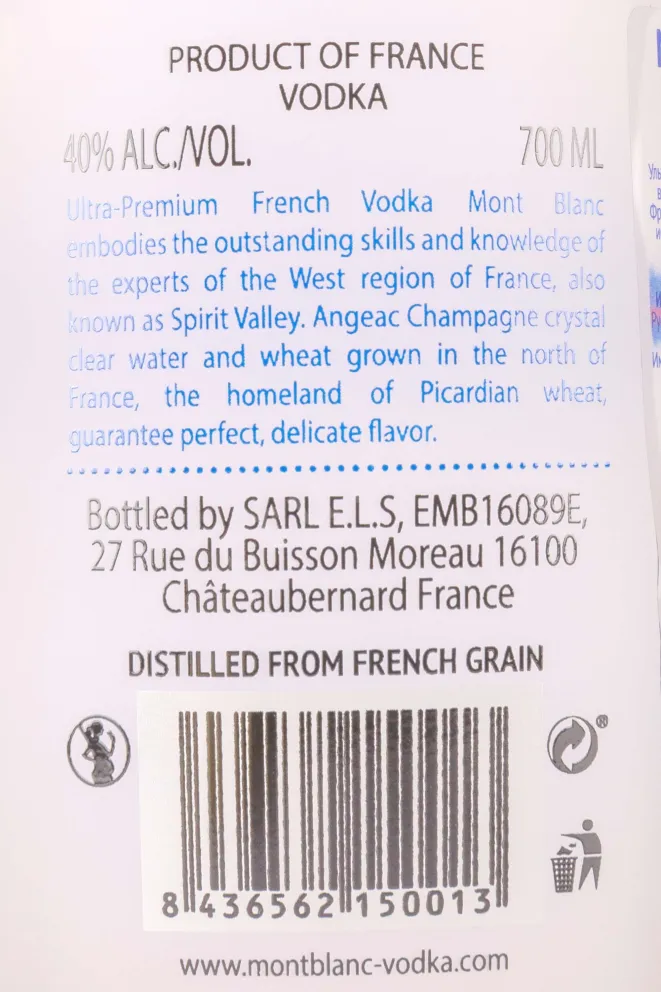 PRODUCT OF FRANCE
VODKA
40% ALC./VOL. 700 ML
Ultra-Premium French Vodka Mont Blanc
embodies the outstanding skills and knowledge of
the experts of the West region of France, also
known as Spirit Valley. Angeac Champagne crystal
clear water and wheat grown in the north of
France, the homeland of Picardian wheat,
guarantee perfect, delicate flavor.
Bottled by SARL E.L.S, EMB16089E,
27 Rue du Buisson Moreau 16100
Châteaubernard France
DISTILLED FROM FRENCH GRAIN
®
8 436562 150013
www.montblanc-vodka.com